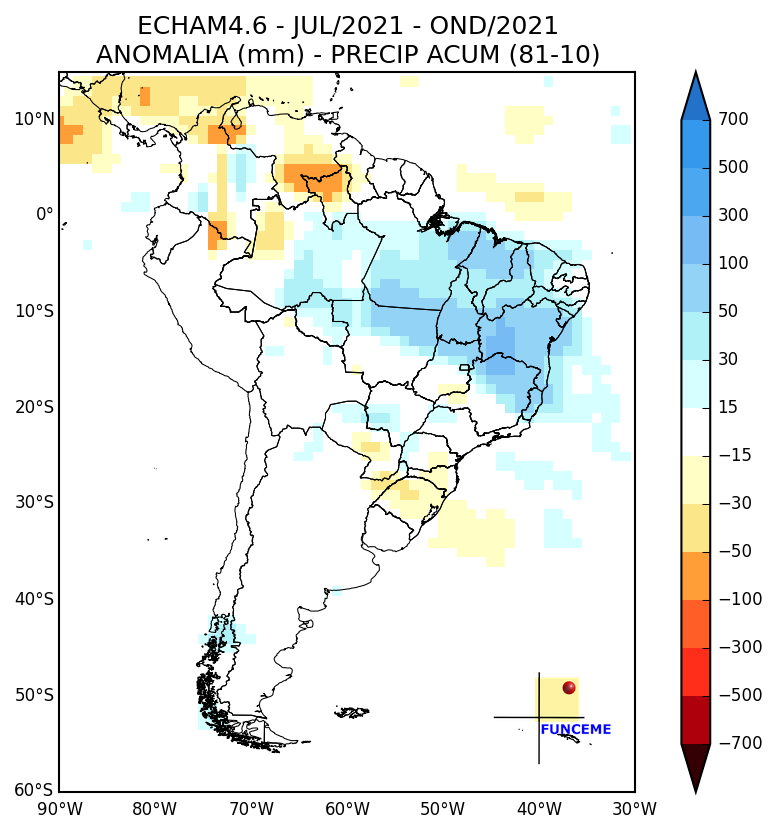 ECHAM4.6 - JUL/2021 - OND/2021
ANOMALIA (mm) - PRECIP ACUM (81-10)
10°N
0°
10°S
20°S
30°S
40°S
50°S
60°S
90°W 80°W 70°W 60°W 50°W 40°W 30°W
700
500
300
100
50
30
15
−15
−30
−50
−100
−300
−500
−700
FUNCEME